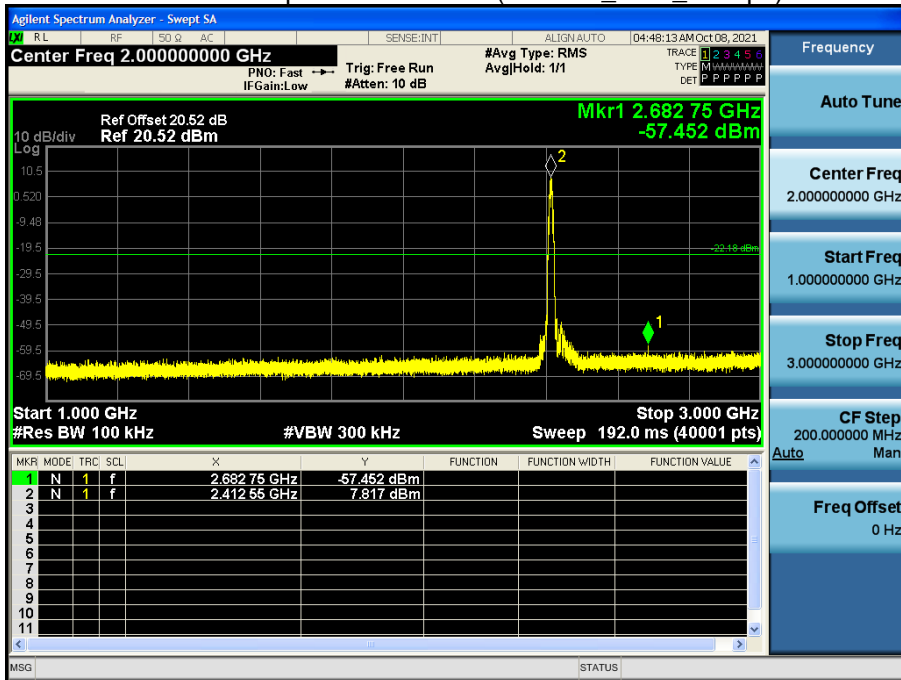 Agilent Spectrum Analyzer - Swept SA
LXI RL RF 50 Ω AC SENSE:INT ALIGN AUTO 04:48:13 AM Oct 08, 2021
Center Freq 2.000000000 GHz #Avg Type: RMS TRACE 1 2 3 4 5 6
PNO: Fast Trig: Free Run Avg|Hold: 1/1 TYPE M WWWWW
IFGain:Low #Atten: 10 dB DET P P P P P P
Ref Offset 20.52 dB Mkr1 2.682 75 GHz
10 dB/div Ref 20.52 dBm -57.452 dBm
Log
2
10.5
0.520
-9.48
-19.5
-22.18 dBm
-29.5
-39.5
-49.5
1
-59.5
-69.5
Start 1.000 GHz Stop 3.000 GHz
#Res BW 100 kHz #VBW 300 kHz Sweep 192.0 ms (40001 pts)
MKR MODE TRC SCL X Y FUNCTION FUNCTION WIDTH FUNCTION VALUE
1 N 1 f 2.682 75 GHz -57.452 dBm
2 N 1 f 2.412 55 GHz 7.817 dBm
3
4
5
6
7
8
9
10
11
MSG STATUS
Frequency
Auto Tune
Center Freq
2.000000000 GHz
Start Freq
1.000000000 GHz
Stop Freq
3.000000000 GHz
CF Step
200.000000 MHz
Auto Man
Freq Offset
0 Hz